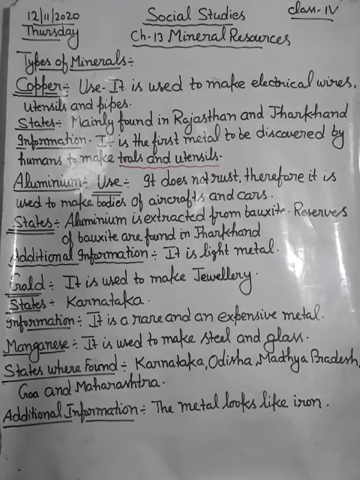 12/11/2020 Social Studies class-IV
Thursday Ch-13 Mineral Resources
Types of Minerals:-
Copper:- Use- It is used to make electrical wires,
utensils and pipes.
States:- Mainly found in Rajasthan and Jharkhand
Information- It is the first metal to be discovered by
humans to make trols and utensils.
Aluminium:- Use:- It does not rust, therefore it is
used to make bodies of aircrafts and cars.
States:- Aluminium is extracted from bauxite. Reserves
of bauxite are found in Jharkhand
Additional Information:- It is light metal.
Gold:- It is used to make Jewellery.
States:- Karnataka.
Information:- It is a rare and an expensive metal.
Manganese:- It is used to make steel and glass.
States where Found:- Karnataka, Odisha, Madhya Pradesh,
Goa and Maharashtra.
Additional Information:- The metal looks like iron.